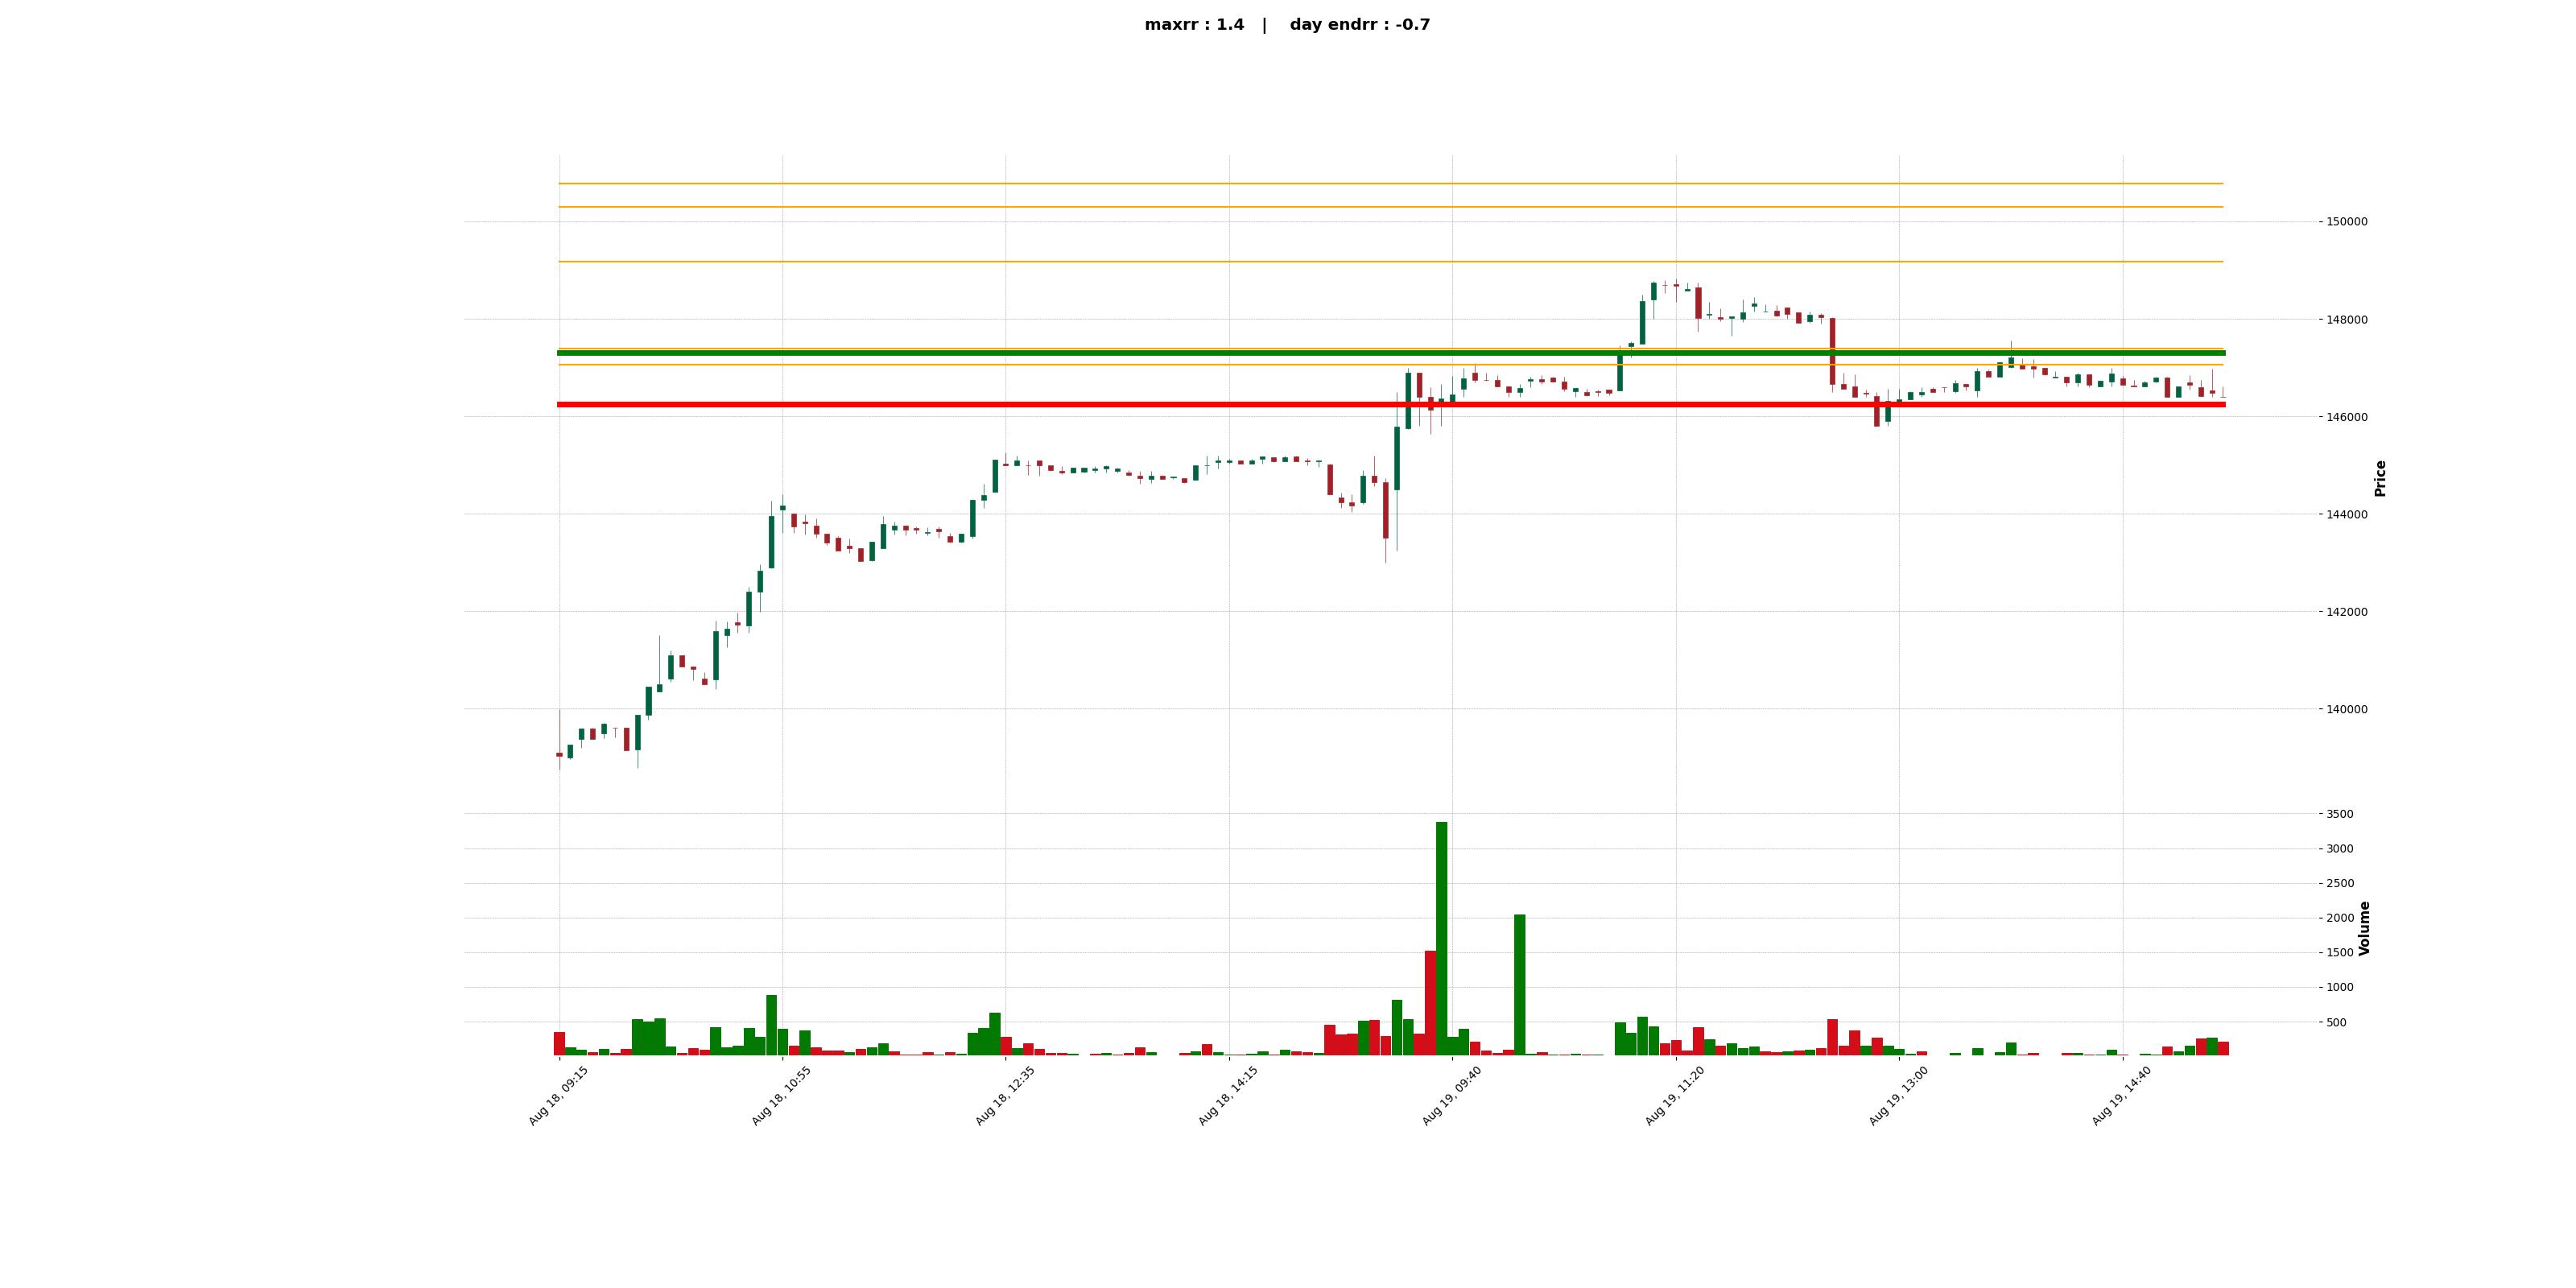 maxrr : 1.4 | day endrr : -0.7
150000
148000
146000
144000
142000
140000
Price
3500
3000
2500
2000
1500
1000
500
Volume
Aug 18, 09:15
Aug 18, 10:55
Aug 18, 12:35
Aug 18, 14:15
Aug 19, 09:40
Aug 19, 11:20
Aug 19, 13:00
Aug 19, 14:40